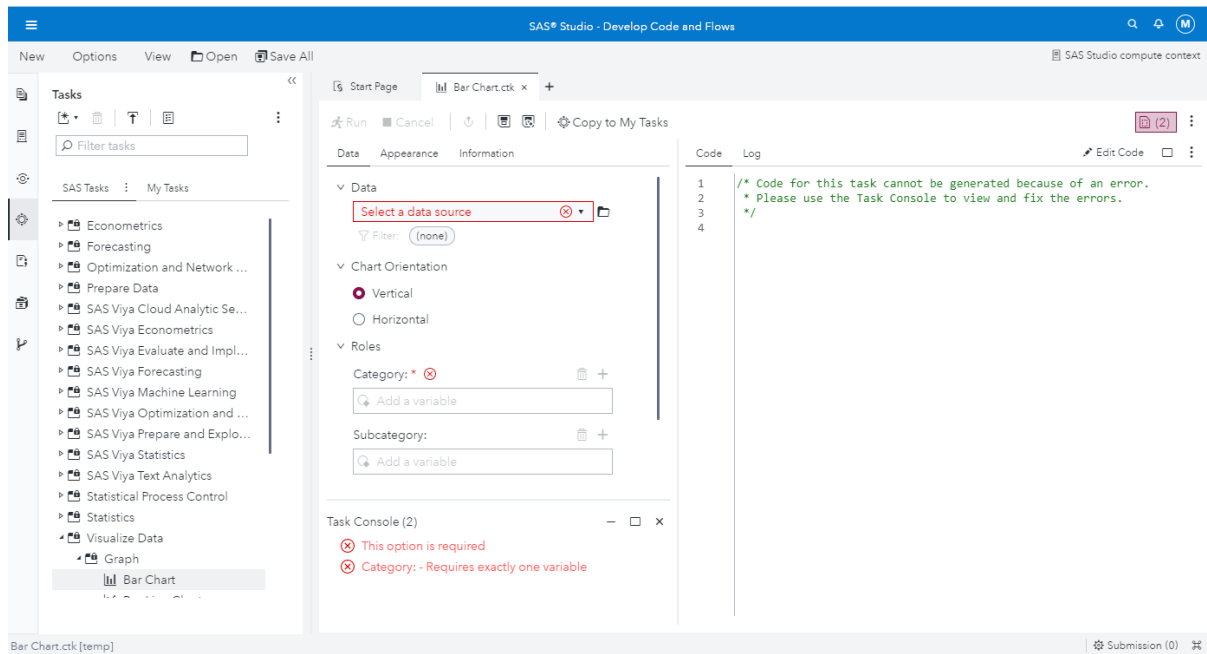 SAS® Studio - Develop Code and Flows
M
New Options View Open Save All
SAS Studio compute context
Tasks
Filter tasks
SAS Tasks My Tasks
Econometrics
Forecasting
Optimization and Network ...
Prepare Data
SAS Viya Cloud Analytic Se...
SAS Viya Econometrics
SAS Viya Evaluate and Impl...
SAS Viya Forecasting
SAS Viya Machine Learning
SAS Viya Optimization and ...
SAS Viya Prepare and Explo...
SAS Viya Statistics
SAS Viya Text Analytics
Statistical Process Control
Statistics
Visualize Data
Graph
Bar Chart
Start Page Bar Chart.ctk × +
Run Cancel Copy to My Tasks
(2)
Data Appearance Information
Data
Select a data source
Filter: (none)
Chart Orientation
Vertical
Horizontal
Roles
Category: *
Add a variable
Subcategory:
Add a variable
Task Console (2)
This option is required
Category: - Requires exactly one variable
Code Log
Edit Code
1 /* Code for this task cannot be generated because of an error.
2 * Please use the Task Console to view and fix the errors.
3 */
4
Bar Chart.ctk [temp]
Submission (0)